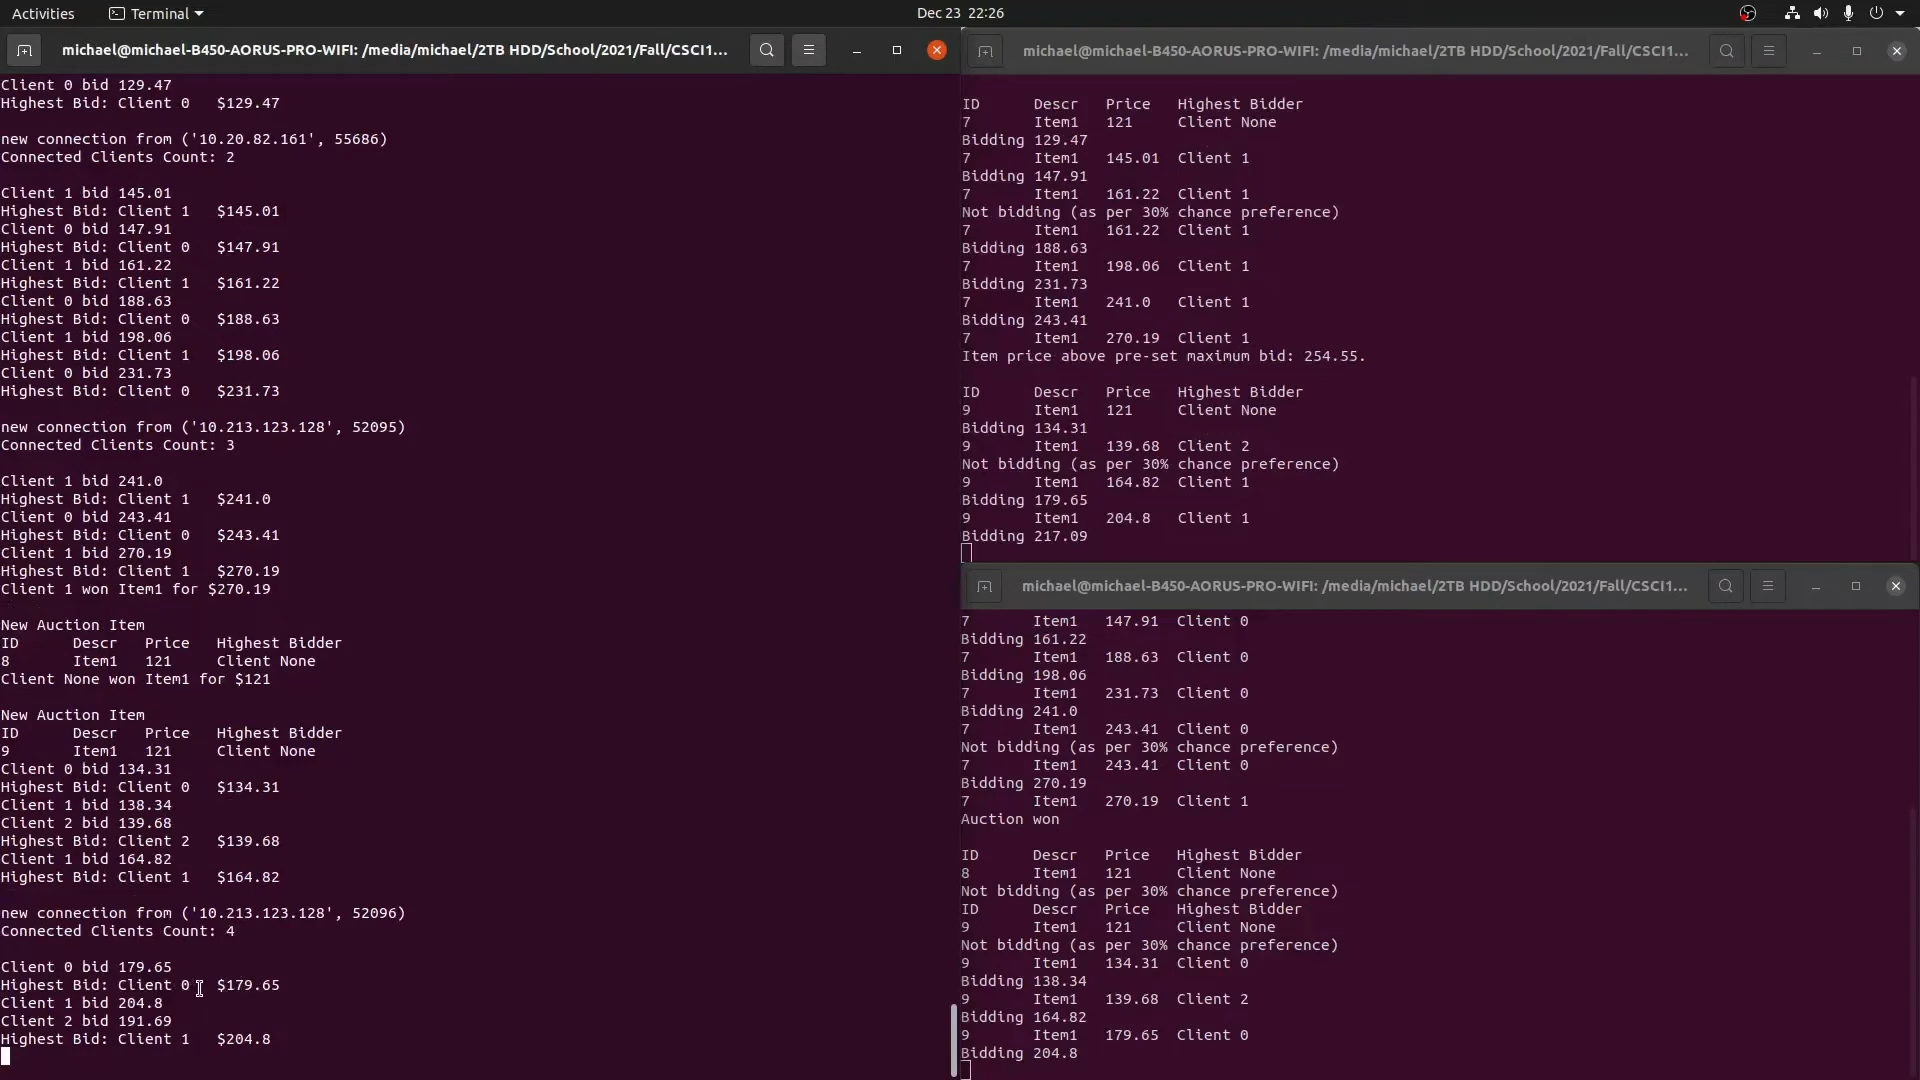 Activities
Terminal
Dec 23 22:26
michael@michael-B450-AORUS-PRO-WIFI: /media/michael/2TB HDD/School/2021/Fall/CSCI1...
Client 0 bid 129.47
Highest Bid: Client 0 $129.47
new connection from ('10.20.82.161', 55686)
Connected Clients Count: 2
Client 1 bid 145.01
Highest Bid: Client 1 $145.01
Client 0 bid 147.91
Highest Bid: Client 0 $147.91
Client 1 bid 161.22
Highest Bid: Client 1 $161.22
Client 0 bid 188.63
Highest Bid: Client 0 $188.63
Client 1 bid 198.06
Highest Bid: Client 1 $198.06
Client 0 bid 231.73
Highest Bid: Client 0 $231.73
new connection from ('10.213.123.128', 52095)
Connected Clients Count: 3
Client 1 bid 241.0
Highest Bid: Client 1 $241.0
Client 0 bid 243.41
Highest Bid: Client 0 $243.41
Client 1 bid 270.19
Highest Bid: Client 1 $270.19
Client 1 won Item1 for $270.19
New Auction Item
ID Descr Price Highest Bidder
8 Item1 121 Client None
Client None won Item1 for $121
New Auction Item
ID Descr Price Highest Bidder
9 Item1 121 Client None
Client 0 bid 134.31
Highest Bid: Client 0 $134.31
Client 1 bid 138.34
Client 2 bid 139.68
Highest Bid: Client 2 $139.68
Client 1 bid 164.82
Highest Bid: Client 1 $164.82
new connection from ('10.213.123.128', 52096)
Connected Clients Count: 4
Client 0 bid 179.65
Highest Bid: Client 0 $179.65
Client 1 bid 204.8
Client 2 bid 191.69
Highest Bid: Client 1 $204.8
michael@michael-B450-AORUS-PRO-WIFI: /media/michael/2TB HDD/School/2021/Fall/CSCI1...
ID Descr Price Highest Bidder
7 Item1 121 Client None
Bidding 129.47
7 Item1 145.01 Client 1
Bidding 147.91
7 Item1 161.22 Client 1
Not bidding (as per 30% chance preference)
7 Item1 161.22 Client 1
Bidding 188.63
7 Item1 198.06 Client 1
Bidding 231.73
7 Item1 241.0 Client 1
Bidding 243.41
7 Item1 270.19 Client 1
Item price above pre-set maximum bid: 254.55.
ID Descr Price Highest Bidder
9 Item1 121 Client None
Bidding 134.31
9 Item1 139.68 Client 2
Not bidding (as per 30% chance preference)
9 Item1 164.82 Client 1
Bidding 179.65
9 Item1 204.8 Client 1
Bidding 217.09
michael@michael-B450-AORUS-PRO-WIFI: /media/michael/2TB HDD/School/2021/Fall/CSCI1...
7 Item1 147.91 Client 0
Bidding 161.22
7 Item1 188.63 Client 0
Bidding 198.06
7 Item1 231.73 Client 0
Bidding 241.0
7 Item1 243.41 Client 0
Not bidding (as per 30% chance preference)
7 Item1 243.41 Client 0
Bidding 270.19
7 Item1 270.19 Client 1
Auction won
ID Descr Price Highest Bidder
8 Item1 121 Client None
Not bidding (as per 30% chance preference)
ID Descr Price Highest Bidder
9 Item1 121 Client None
Not bidding (as per 30% chance preference)
9 Item1 134.31 Client 0
Bidding 138.34
9 Item1 139.68 Client 2
Bidding 164.82
9 Item1 179.65 Client 0
Bidding 204.8